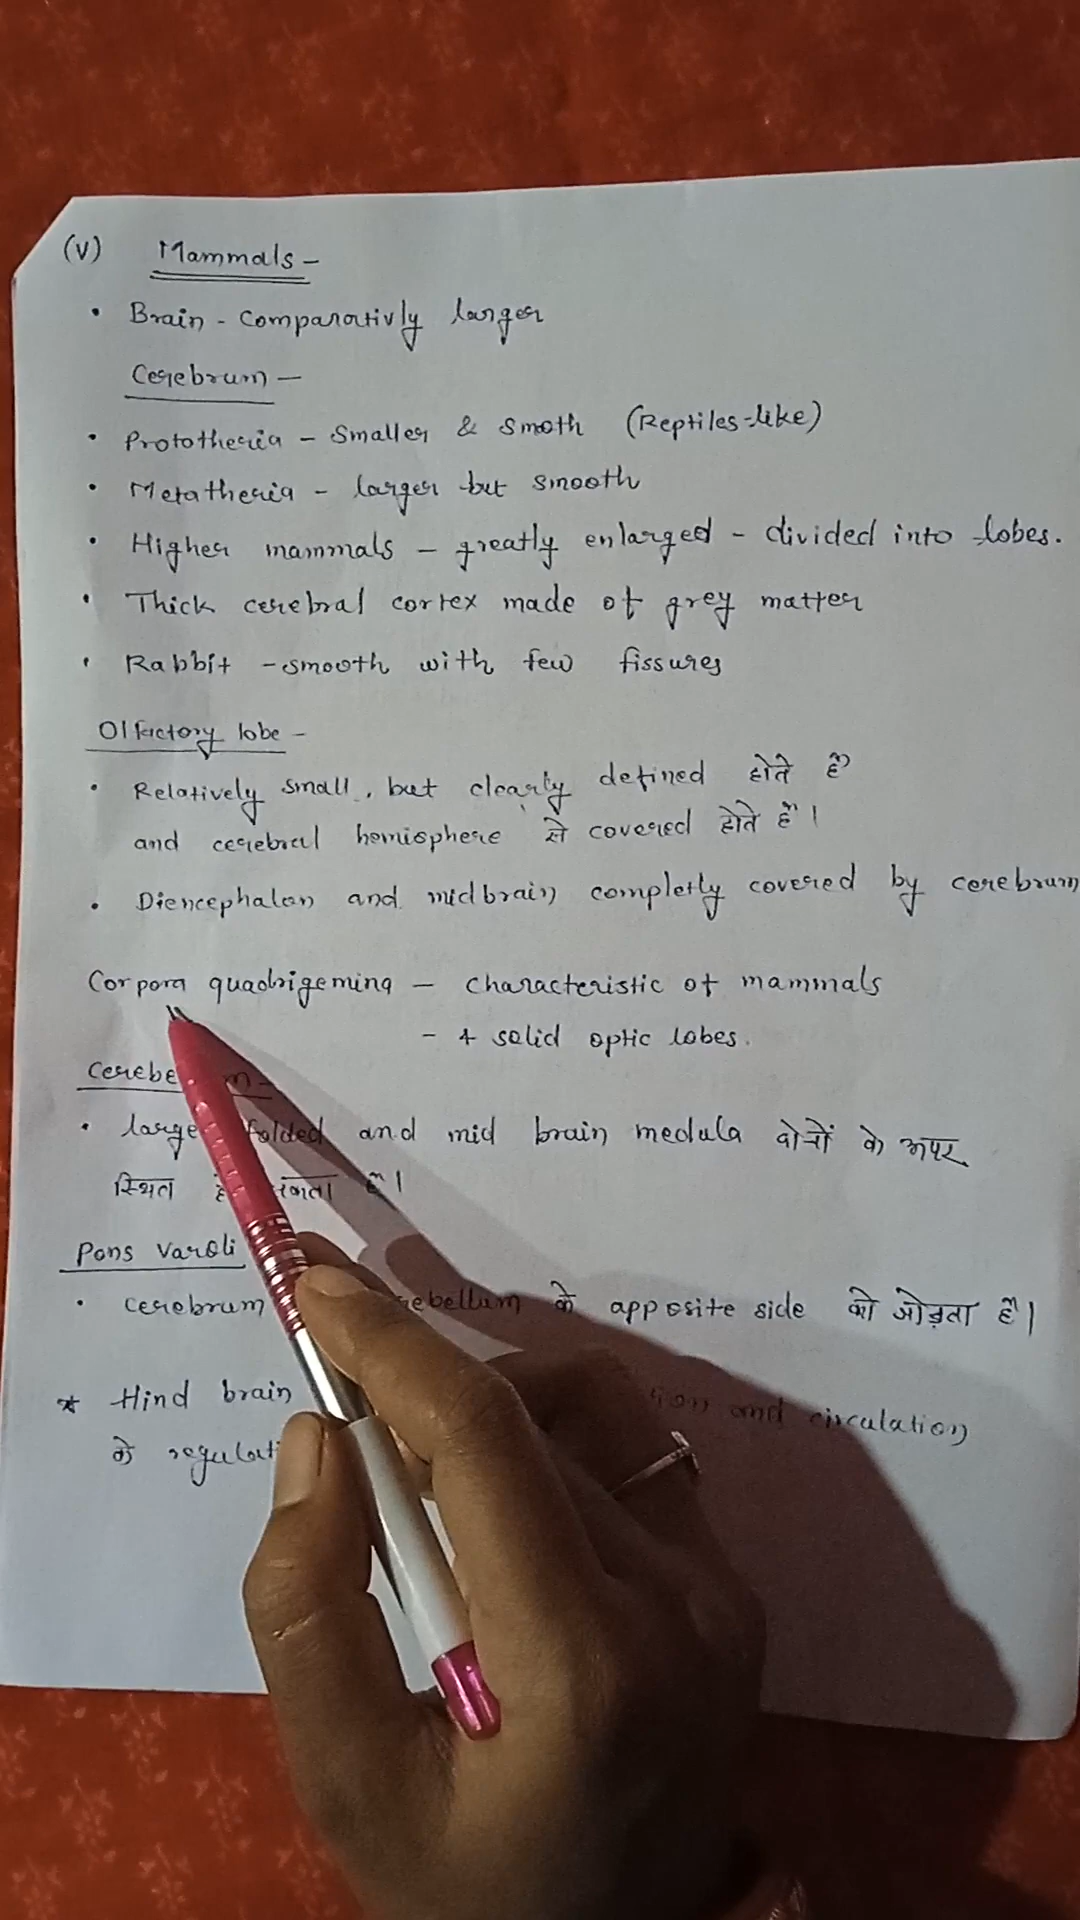 (V) Mammals -
• Brain - Comparativly larger
Cerebrum -
• Prototheria - Smaller & Smoth (Reptiles-like)
• Metatheria - larger but smooth
• Higher mammals - greatly enlarged - divided into lobes.
• Thick cerebral cortex made of grey matter
• Rabbit - smooth with few fissures
Olfactory lobe -
• Relatively small, but clearly defined होते हैं
and cerebral hemisphere से covered होते हैं।
• Diencephalon and midbrain completly covered by cerebrum
Corpora quadrigemina - characteristic of mammals
- 4 solid optic lobes.
• large folded and mid brain medula दोनों के ऊपर
स्थित है।
Pons Varoli
• cerebrum के apposite side को जोड़ता है।
* Hind brain and circulation
के